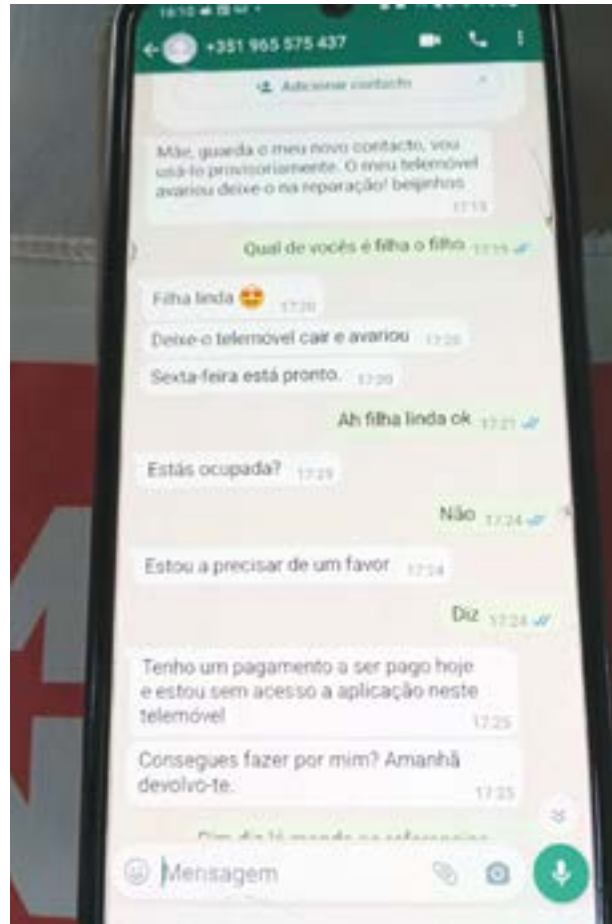 16:10
+351 965 575 437
Adicionar contacto
Mãe, guarda o meu novo contacto, vou
usá-lo provisoriamente. O meu telemóvel
avariou deixe-o na reparação! beijinhos
17:15
Qual de vocês é filha o filho 17:19
Filha linda 🤩 17:20
Deixe-o telemóvel cair e avariou 17:20
Sexta-feira está pronto. 17:20
Ah filha linda ok 17:21
Estás ocupada? 17:23
Não 17:24
Estou a precisar de um favor 17:24
Diz 17:24
Tenho um pagamento a ser pago hoje
e estou sem acesso a aplicação neste
telemóvel
17:25
Consegues fazer por mim? Amanhã
devolvo-te.
17:25
Mensagem